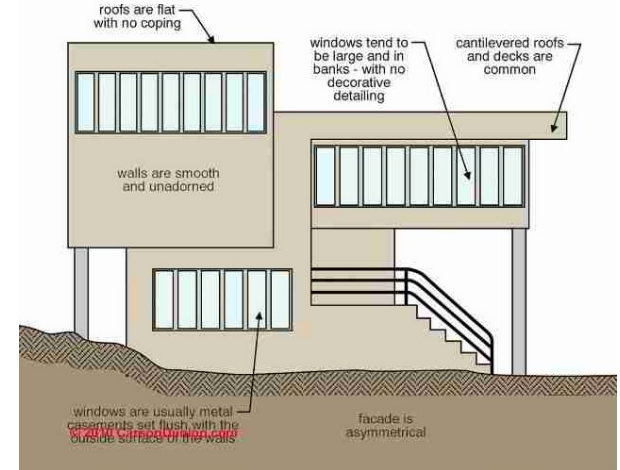 roofs are flat
with no coping
windows tend to
be large and in
banks - with no
decorative
detailing
cantilevered roofs
and decks are
common
walls are smooth
and unadorned
windows are usually metal
casements set flush with the
outside surface of the walls
facade is
asymmetrical